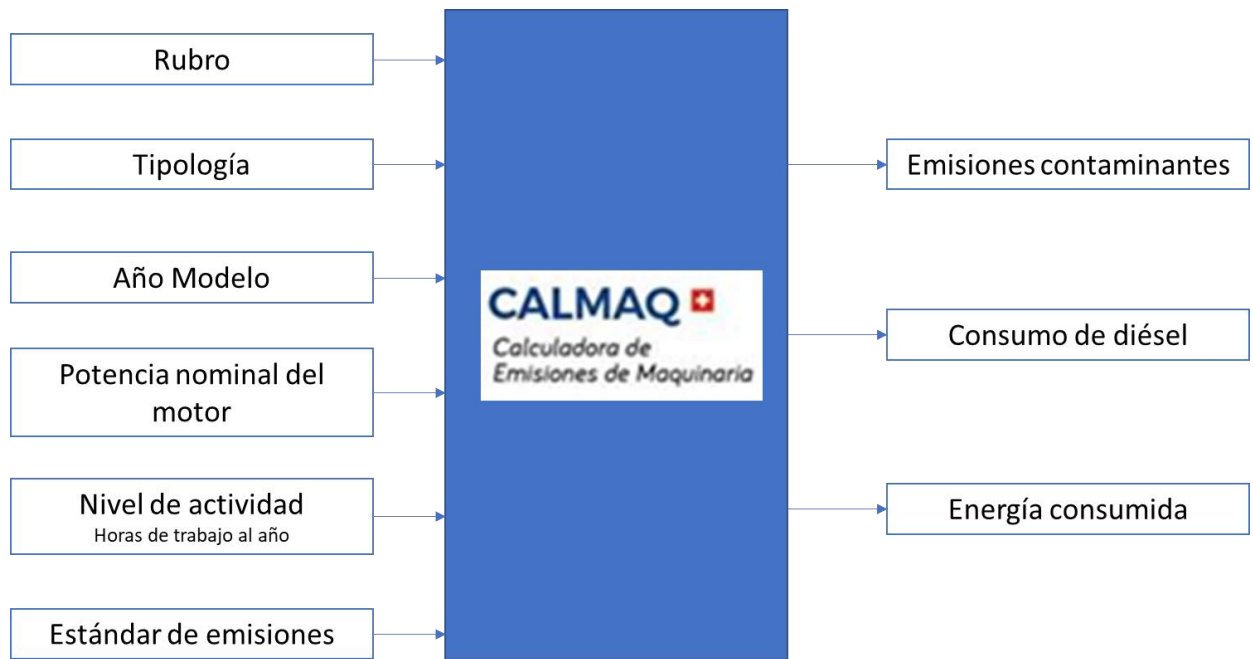 Rubro
Tipología
Año Modelo
Potencia nominal del
motor
Nivel de actividad
Horas de trabajo al año
Estándar de emisiones
CALMAQ
Calculadora de
Emisiones de Maquinaria
Emisiones contaminantes
Consumo de diésel
Energía consumida